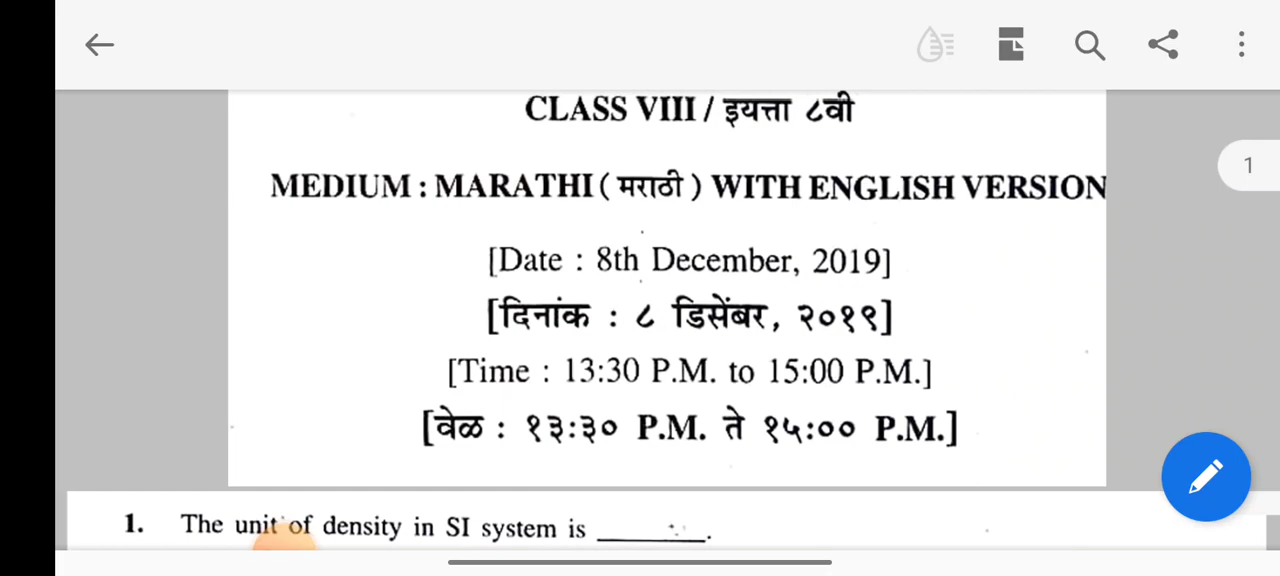 CLASS VIII / इयत्ता ८वी
1
MEDIUM : MARATHI ( मराठी ) WITH ENGLISH VERSION
[Date : 8th December, 2019]
[दिनांक : ८ डिसेंबर, २०१९]
[Time : 13:30 P.M. to 15:00 P.M.]
[वेळ : १३:३० P.M. ते १५:०० P.M.]
1. The unit of density in SI system is ________.